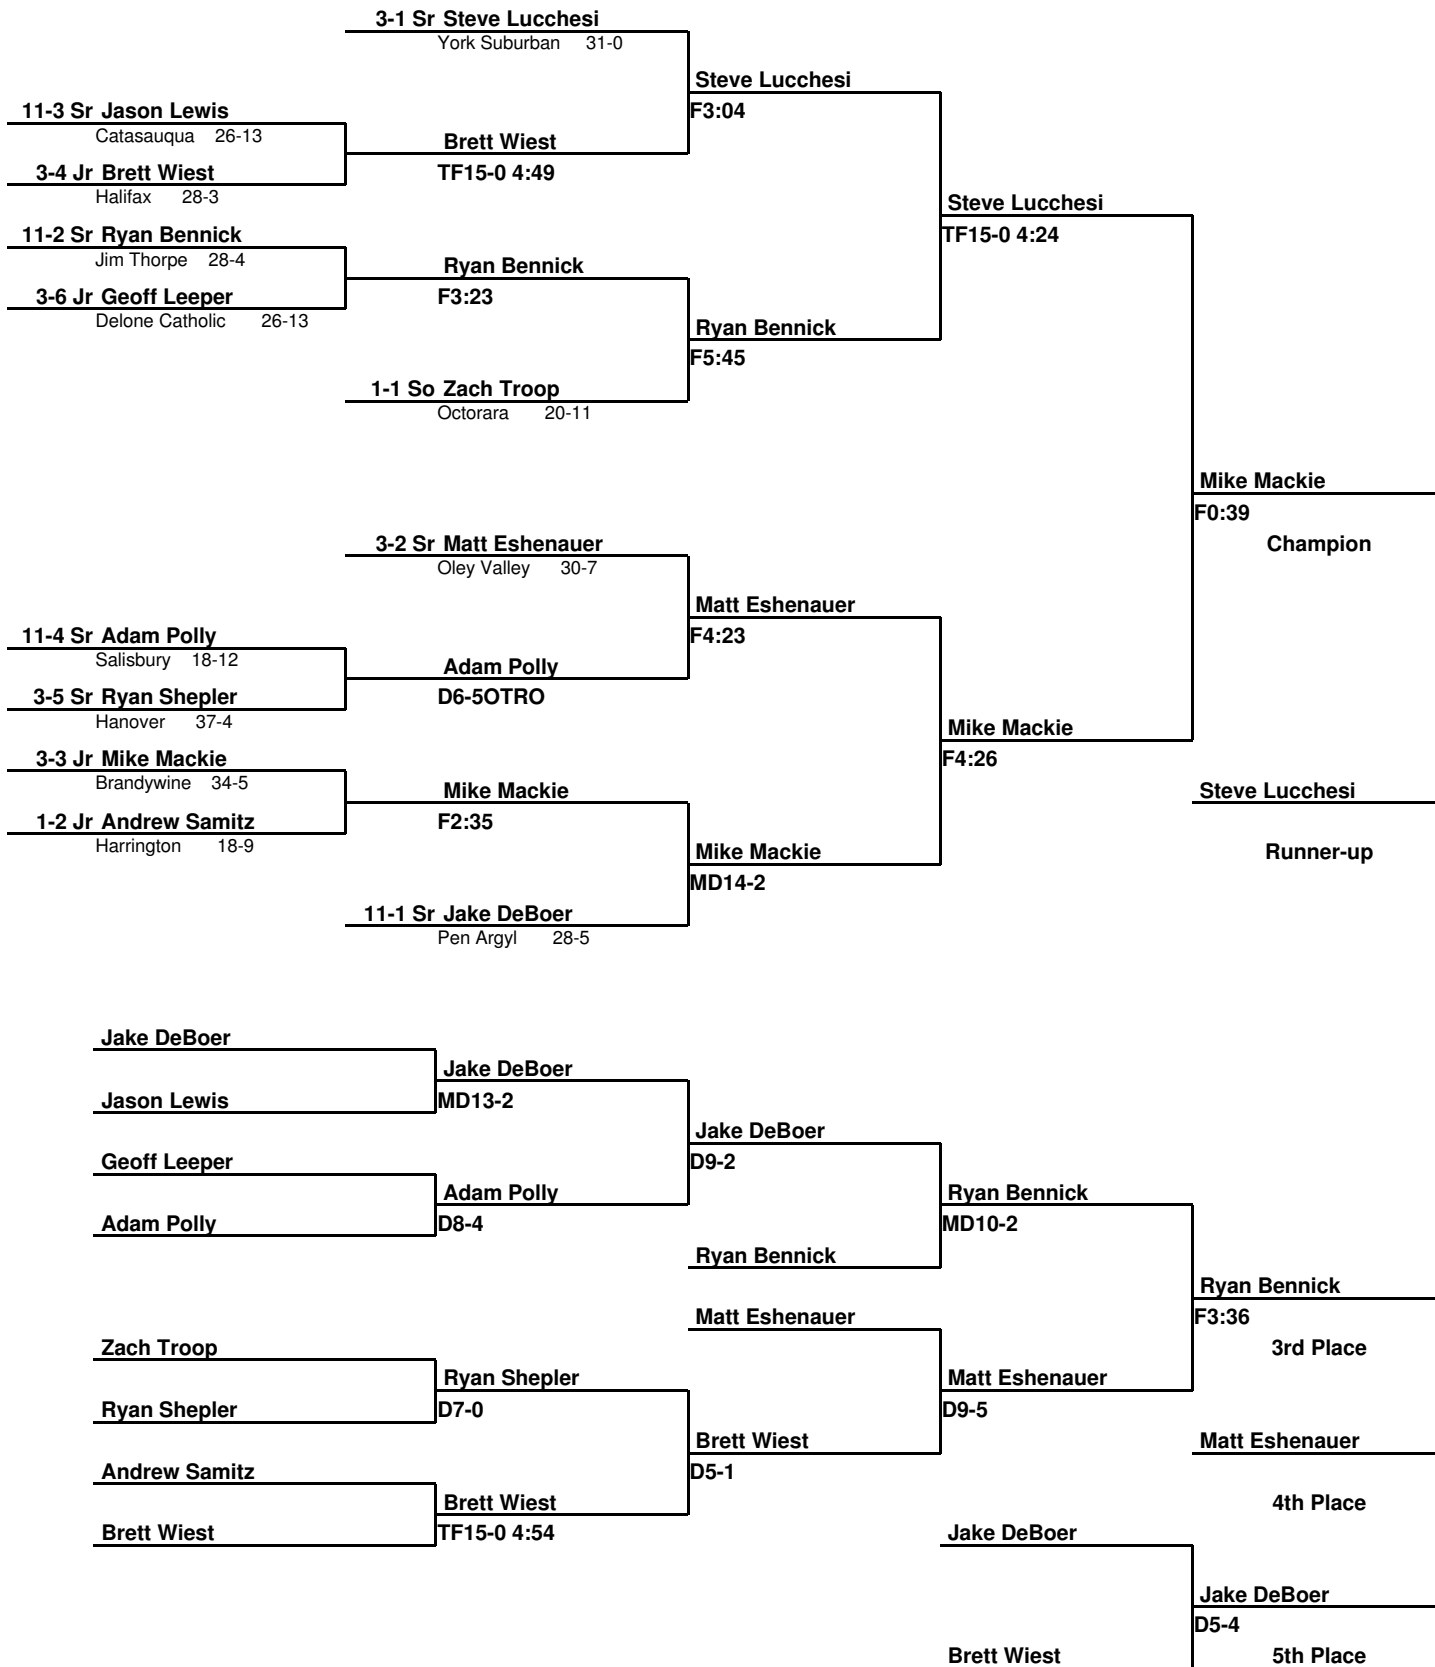 3-1 Sr Steve Lucchesi
York Suburban 31-0
Steve Lucchesi
F3:04
11-3 Sr Jason Lewis
Catasauqua 26-13
Brett Wiest
TF15-0 4:49
3-4 Jr Brett Wiest
Halifax 28-3
Steve Lucchesi
TF15-0 4:24
11-2 Sr Ryan Bennick
Jim Thorpe 28-4
Ryan Bennick
F3:23
3-6 Jr Geoff Leeper
Delone Catholic 26-13
Ryan Bennick
F5:45
1-1 So Zach Troop
Octorara 20-11
Mike Mackie
F0:39
Champion
3-2 Sr Matt Eshenauer
Oley Valley 30-7
Matt Eshenauer
F4:23
11-4 Sr Adam Polly
Salisbury 18-12
Adam Polly
D6-5OTRO
3-5 Sr Ryan Shepler
Hanover 37-4
Mike Mackie
F4:26
3-3 Jr Mike Mackie
Brandywine 34-5
Mike Mackie
F2:35
Steve Lucchesi
Runner-up
1-2 Jr Andrew Samitz
Harrington 18-9
Mike Mackie
MD14-2
11-1 Sr Jake DeBoer
Pen Argyl 28-5
Jake DeBoer
Jake DeBoer
MD13-2
Jason Lewis
Jake DeBoer
D9-2
Geoff Leeper
Adam Polly
D8-4
Adam Polly
Ryan Bennick
MD10-2
Ryan Bennick
Ryan Bennick
F3:36
3rd Place
Matt Eshenauer
Zach Troop
Ryan Shepler
D7-0
Ryan Shepler
Matt Eshenauer
D9-5
Brett Wiest
D5-1
Matt Eshenauer
4th Place
Andrew Samitz
Brett Wiest
TF15-0 4:54
Brett Wiest
Jake DeBoer
Jake DeBoer
D5-4
Brett Wiest
5th Place